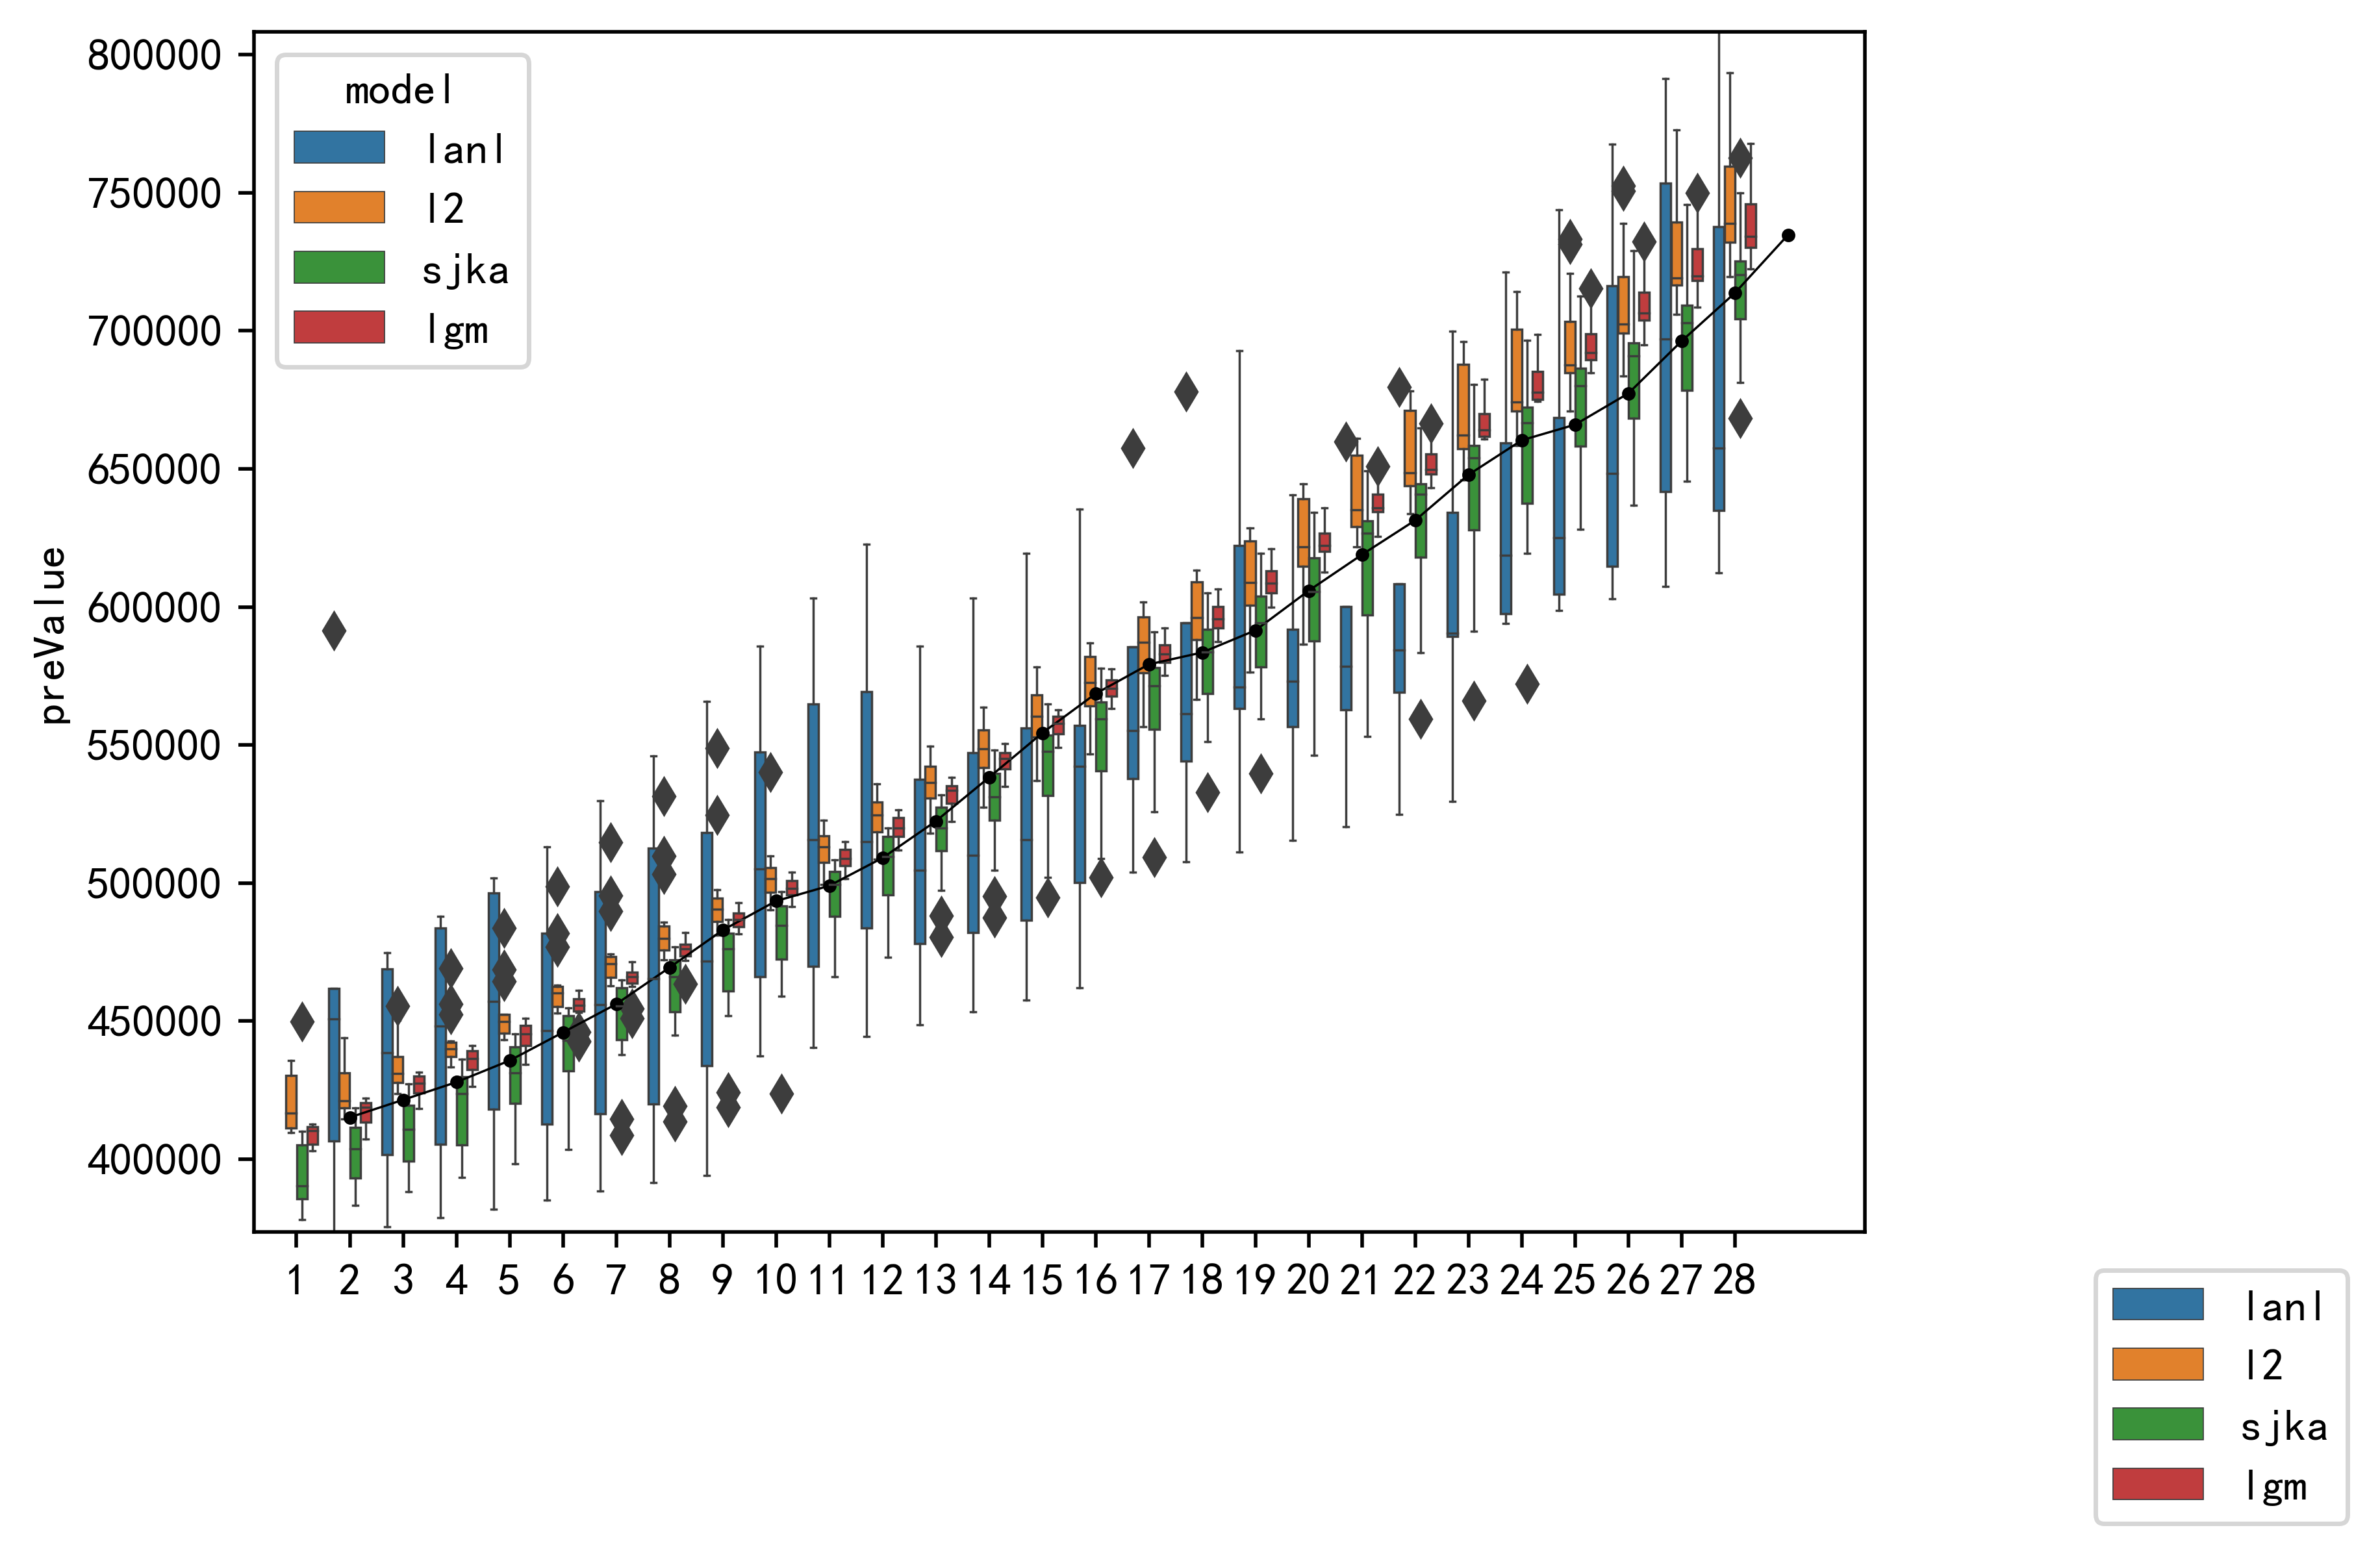 800000
750000
700000
650000
600000
550000
500000
450000
400000
preValue
model
lanl
l2
sjka
lgm
1 2 3 4 5 6 7 8 9 10 11 12 13 14 15 16 17 18 19 20 21 22 23 24 25 26 27 28
lanl
l2
sjka
lgm